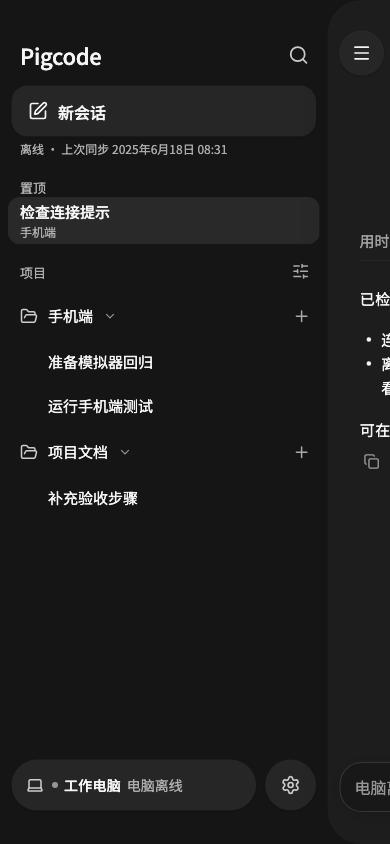 Pigcode
新会话
离线 · 上次同步 2025年6月18日 08:31
置顶
检查连接提示
手机端
项目
手机端
准备模拟器回归
运行手机端测试
项目文档
补充验收步骤
工作电脑 电脑离线
用时
已检
看
可在
电脑